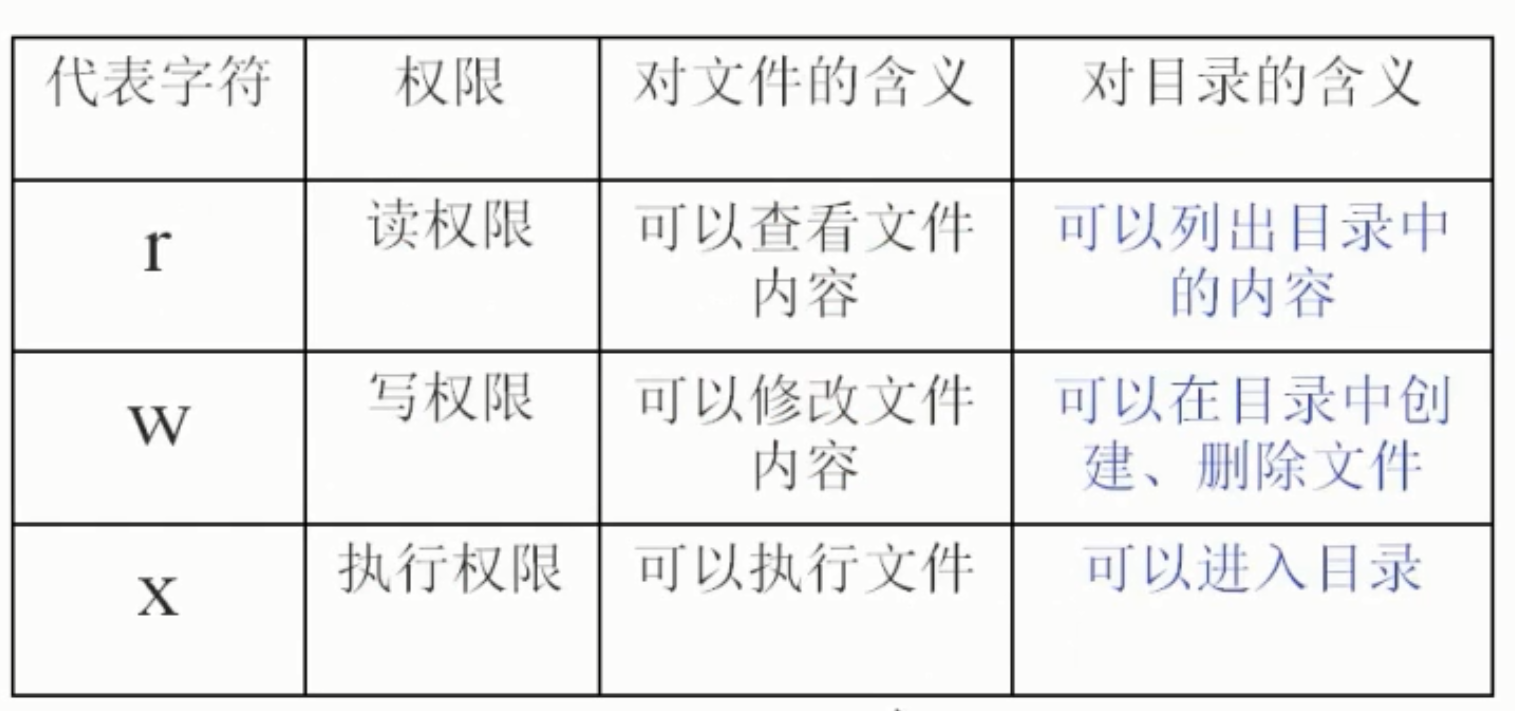 代表字符 权限 对文件的含义 对目录的含义
r 读权限 可以查看文件 可以列出目录中
内容 的内容
w 写权限 可以修改文件 可以在目录中创
内容 建、删除文件
x 执行权限 可以执行文件 可以进入目录